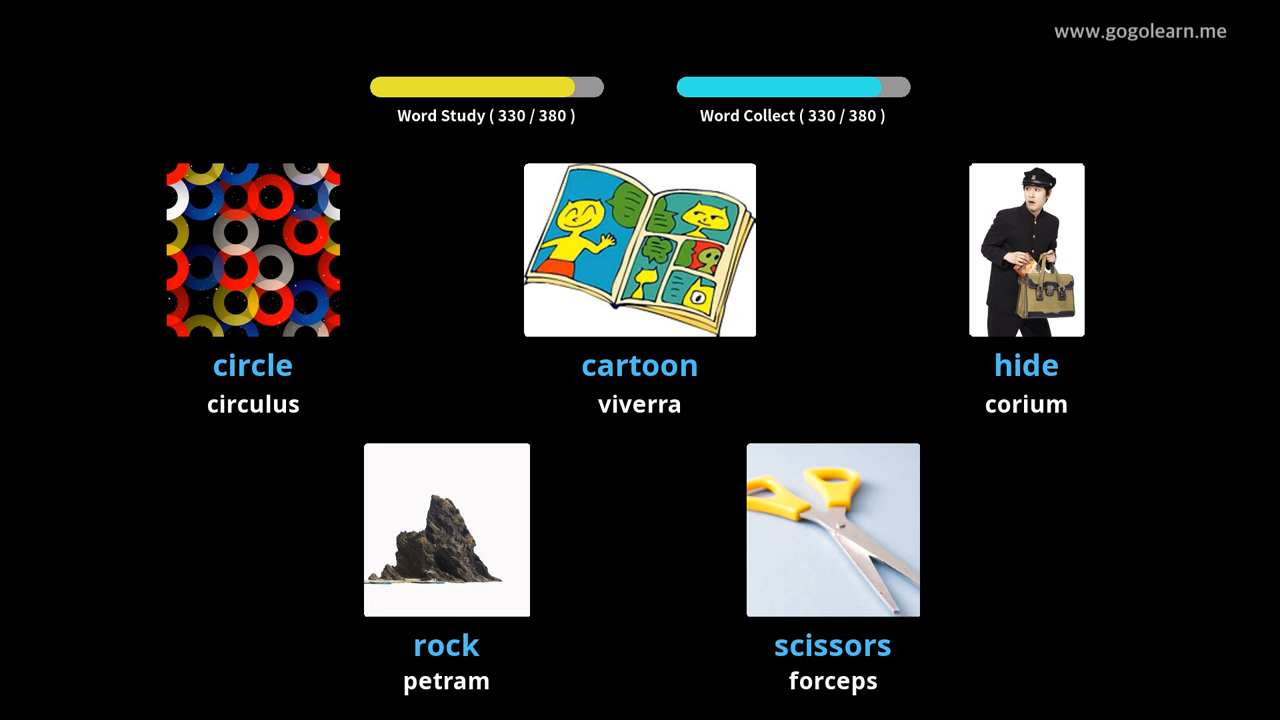 www.gogolearn.me
Word Study ( 330 / 380 )
Word Collect ( 330 / 380 )
circle
circulus
cartoon
viverra
hide
corium
rock
petram
scissors
forceps